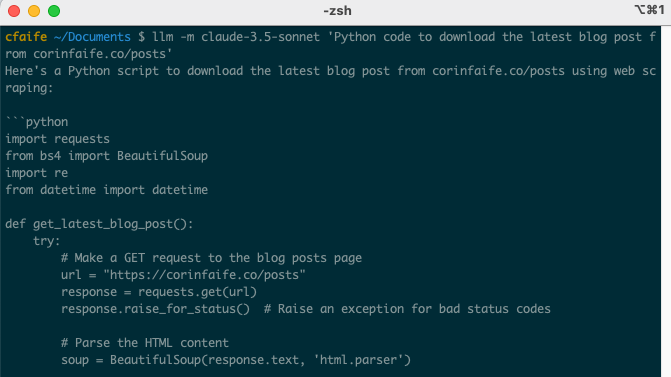 -zsh
⌥⌘1
cfaife ~/Documents $ llm -m claude-3.5-sonnet 'Python code to download the latest blog post f
rom corinfaife.co/posts'
Here's a Python script to download the latest blog post from corinfaife.co/posts using web sc
raping:

```python
import requests
from bs4 import BeautifulSoup
import re
from datetime import datetime

def get_latest_blog_post():
    try:
        # Make a GET request to the blog posts page
        url = "https://corinfaife.co/posts"
        response = requests.get(url)
        response.raise_for_status()  # Raise an exception for bad status codes

        # Parse the HTML content
        soup = BeautifulSoup(response.text, 'html.parser')